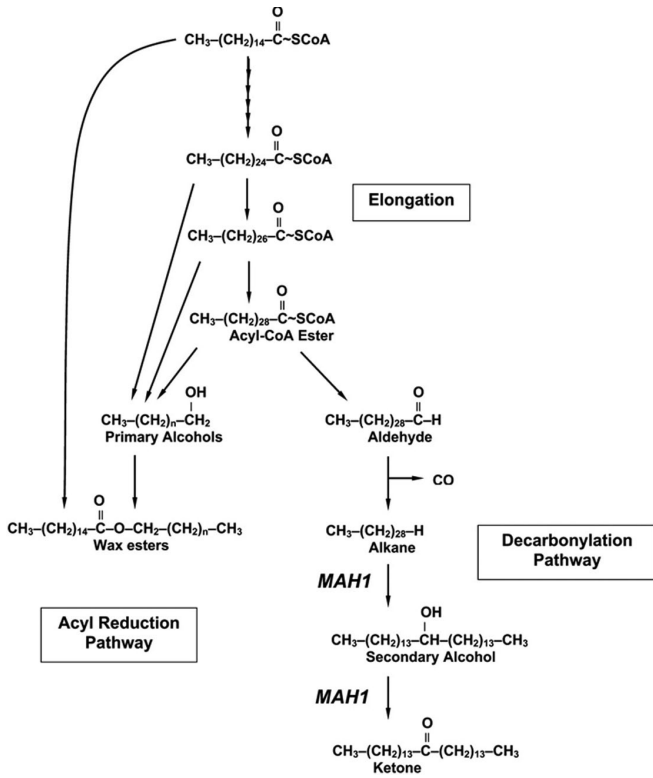 O
CH₃–(CH₂)₁₄–C~SCoA
O
CH₃–(CH₂)₂₄–C~SCoA
Elongation
O
CH₃–(CH₂)₂₆–C~SCoA
O
CH₃–(CH₂)₂₈–C~SCoA
Acyl-CoA Ester
OH
CH₃–(CH₂)ₙ–CH₂
Primary Alcohols
O
CH₃–(CH₂)₂₈–C–H
Aldehyde
CO
O
CH₃–(CH₂)₁₄–C–O–CH₂–(CH₂)ₙ–CH₃
Wax esters
CH₃–(CH₂)₂₈–H
Alkane
Decarbonylation
Pathway
MAH1
Acyl Reduction
Pathway
OH
CH₃–(CH₂)₁₃–CH–(CH₂)₁₃–CH₃
Secondary Alcohol
MAH1
O
CH₃–(CH₂)₁₃–C–(CH₂)₁₃–CH₃
Ketone